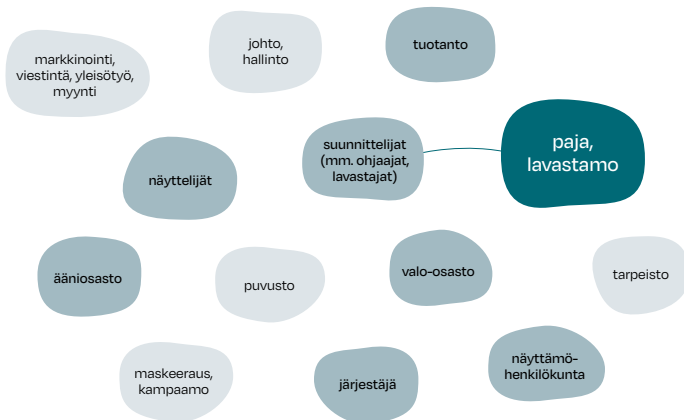 markkinointi,
viestintä, yleisötyö,
myynti
johto,
hallinto
tuotanto
näyttelijät
suunnittelijat
(mm. ohjaajat,
lavastajat)
paja,
lavastamo
ääniosasto
puvusto
valo-osasto
tarpeisto
maskeeraus,
kampaamo
järjestäjä
näyttämö-
henkilökunta